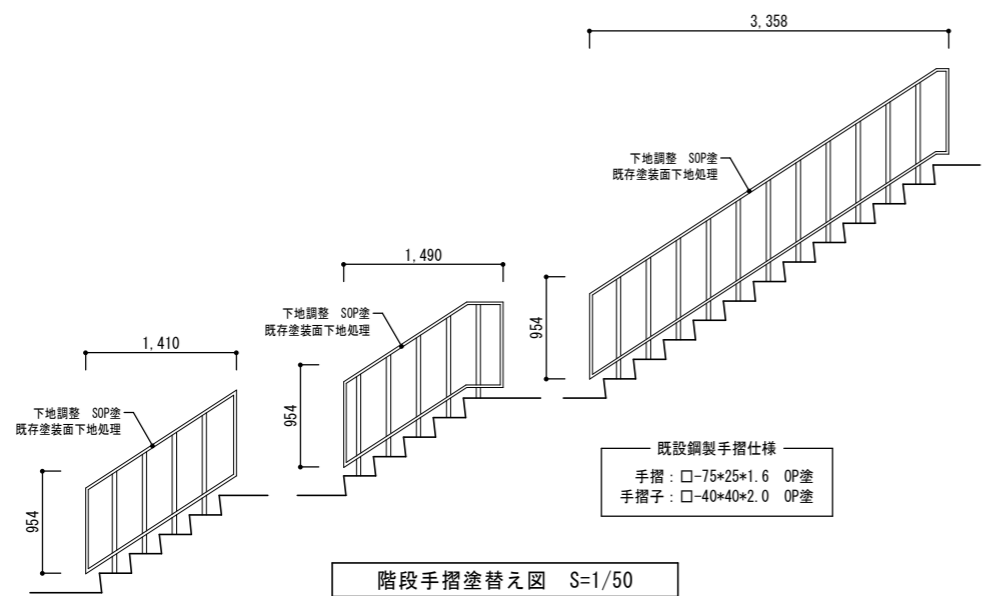 3,358
下地調整 SOP塗
既存塗装面下地処理
954
1,490
下地調整 SOP塗
既存塗装面下地処理
954
1,410
下地調整 SOP塗
既存塗装面下地処理
954
既設鋼製手摺仕様
手摺：□-75*25*1.6 OP塗
手摺子：□-40*40*2.0 OP塗
階段手摺塗替え図 S=1/50